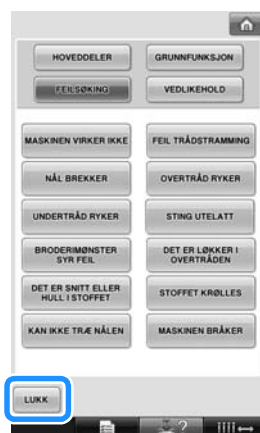 HOVEDDELER
GRUNNFUNKSJON
FEILSØKING
VEDLIKEHOLD
MASKINEN VIRKER IKKE
FEIL TRÅDSTRAMMING
NÅL BREKKER
OVERTRÅD RYKER
UNDERTRÅD RYKER
STING UTELATT
BRODERIMØNSTER
SYR FEIL
DET ER LØKKER I
OVERTRÅDEN
DET ER SNITT ELLER
HULL I STOFFET
STOFFET KRØLLES
KAN IKKE TRÆ NÅLEN
MASKINEN BRÅKER
LUKK
?